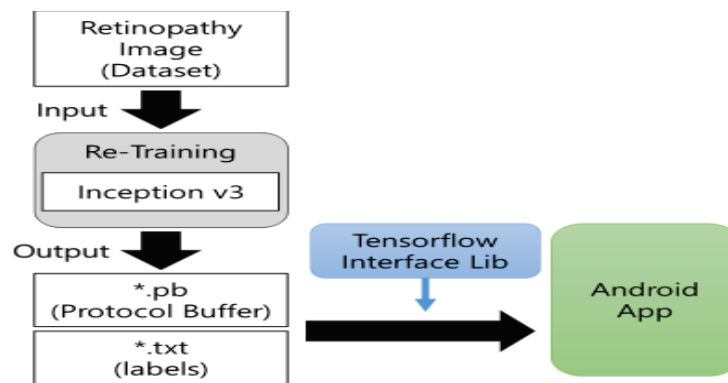 Retinopathy
Image
(Dataset)
Input
Re-Training
Inception v3
Output
*.pb
(Protocol Buffer)
*.txt
(labels)
Tensorflow
Interface Lib
Android
App